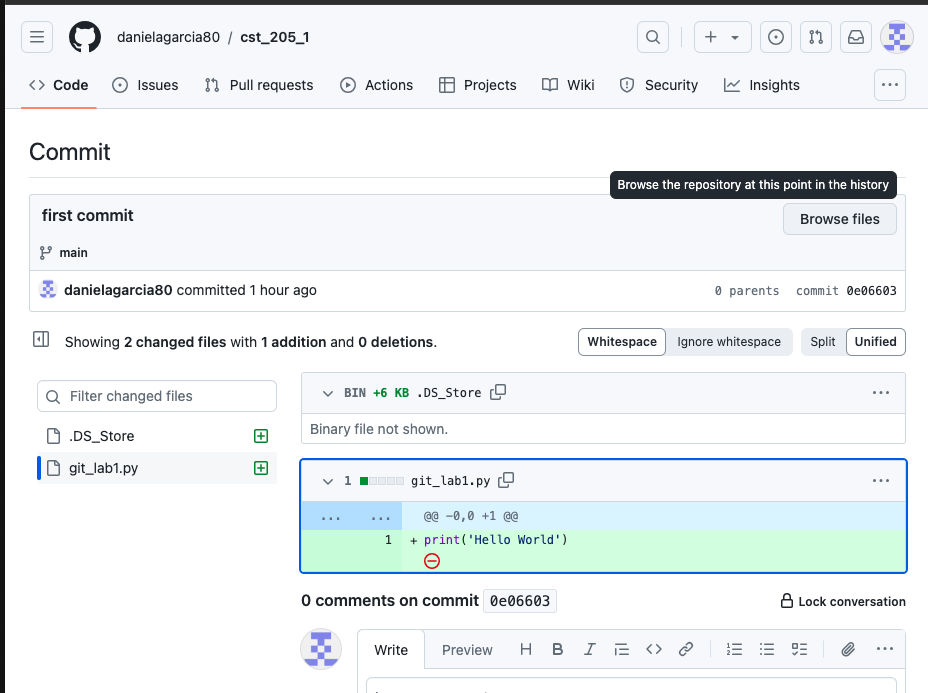 danielagarcia80 / cst_205_1
Code Issues Pull requests Actions Projects Wiki Security Insights
Commit
Browse the repository at this point in the history
first commit
Browse files
main
danielagarcia80 committed 1 hour ago 0 parents commit 0e06603
Showing 2 changed files with 1 addition and 0 deletions.
Whitespace Ignore whitespace Split Unified
Filter changed files
.DS_Store
git_lab1.py
BIN +6 KB .DS_Store
Binary file not shown.
1 git_lab1.py
... ... @@ -0,0 +1 @@
1 + print('Hello World')
0 comments on commit 0e06603
Lock conversation
Write Preview H B I